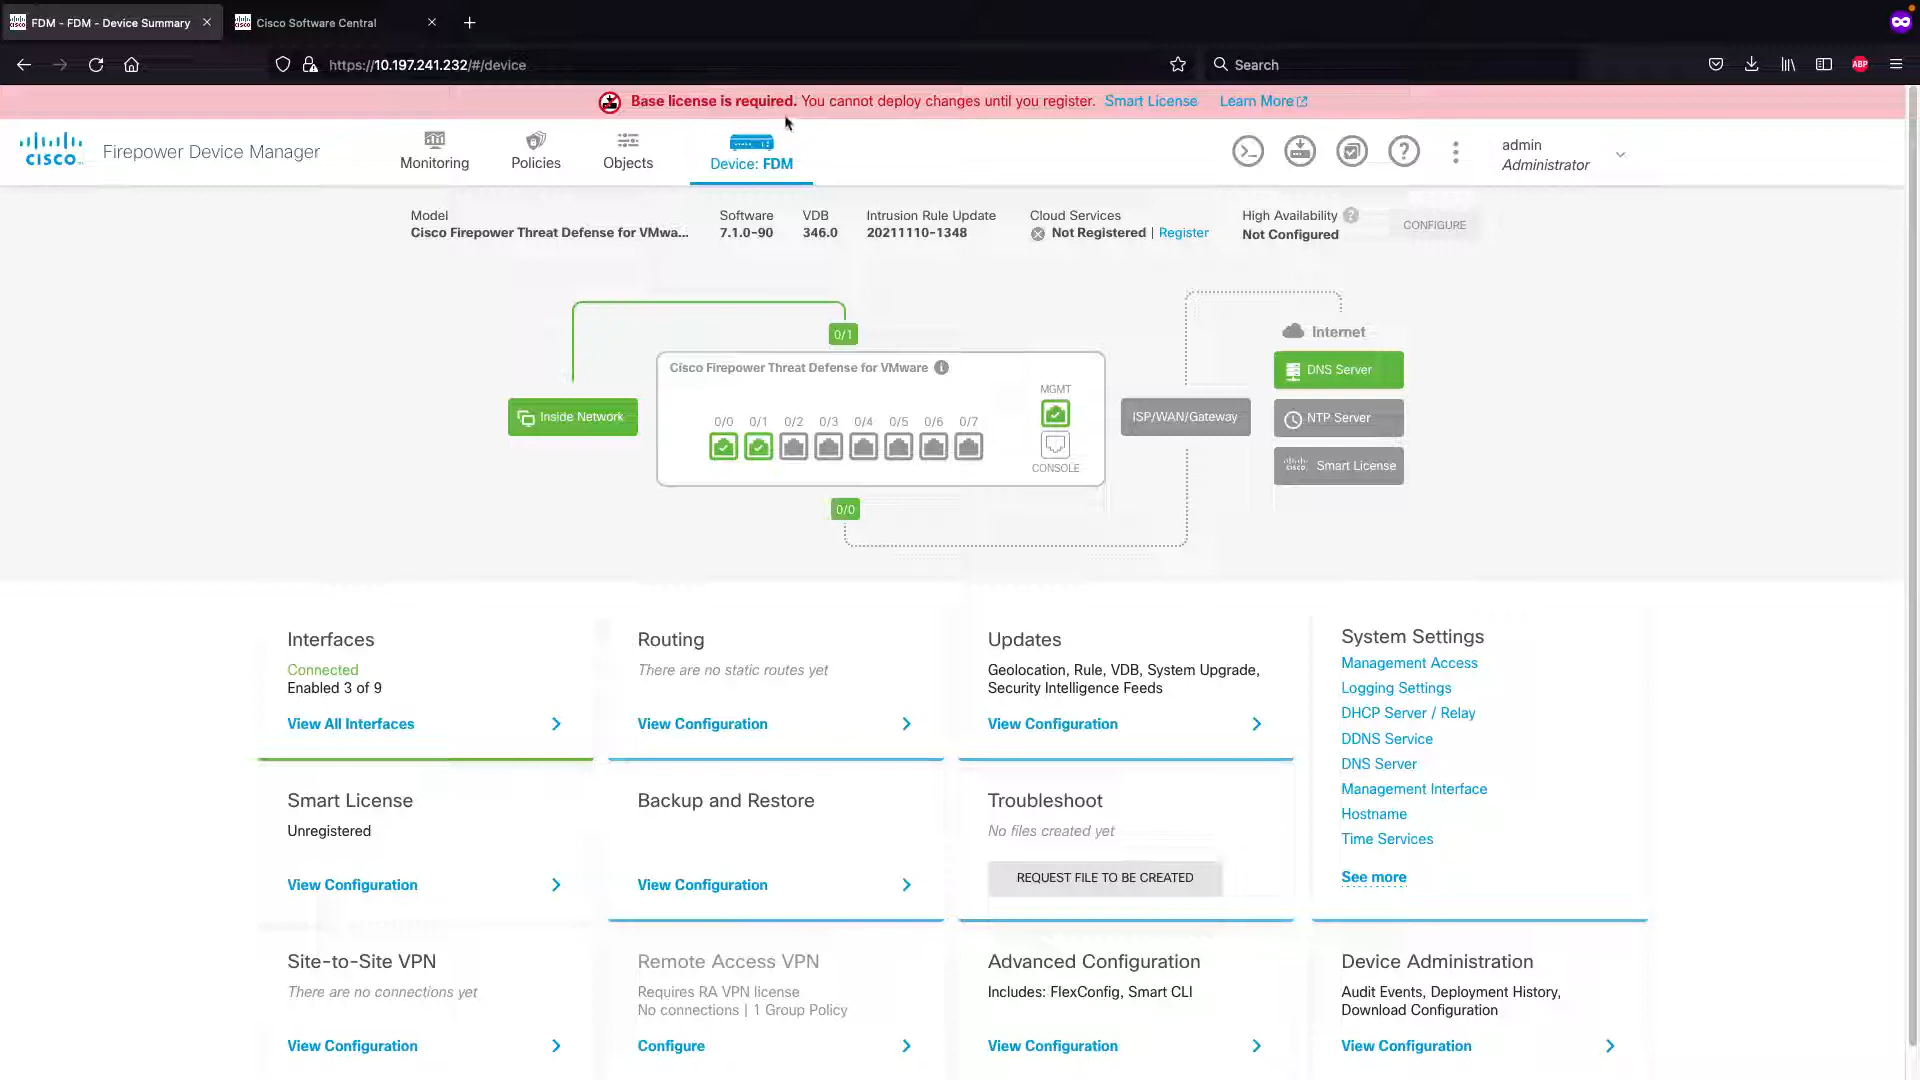 FDM - FDM - Device Summary
Cisco Software Central
https://10.197.241.232/#/device
Search
ABP
Base license is required. You cannot deploy changes until you register. Smart License Learn More
CISCO
Firepower Device Manager
Monitoring
Policies
Objects
Device: FDM
admin
Administrator
Model
Cisco Firepower Threat Defense for VMwa...
Software
7.1.0-90
VDB
346.0
Intrusion Rule Update
20211110-1348
Cloud Services
Not Registered | Register
High Availability ?
Not Configured
CONFIGURE
0/1
Internet
Cisco Firepower Threat Defense for VMware i
DNS Server
MGMT
Inside Network
0/0 0/1 0/2 0/3 0/4 0/5 0/6 0/7
ISP/WAN/Gateway
NTP Server
CONSOLE
CISCO Smart License
0/0
Interfaces
Connected
Enabled 3 of 9
View All Interfaces
Routing
There are no static routes yet
View Configuration
Updates
Geolocation, Rule, VDB, System Upgrade,
Security Intelligence Feeds
View Configuration
System Settings
Management Access
Logging Settings
DHCP Server / Relay
DDNS Service
DNS Server
Management Interface
Hostname
Time Services
See more
Smart License
Unregistered
View Configuration
Backup and Restore
View Configuration
Troubleshoot
No files created yet
REQUEST FILE TO BE CREATED
Site-to-Site VPN
There are no connections yet
View Configuration
Remote Access VPN
Requires RA VPN license
No connections | 1 Group Policy
Configure
Advanced Configuration
Includes: FlexConfig, Smart CLI
View Configuration
Device Administration
Audit Events, Deployment History,
Download Configuration
View Configuration